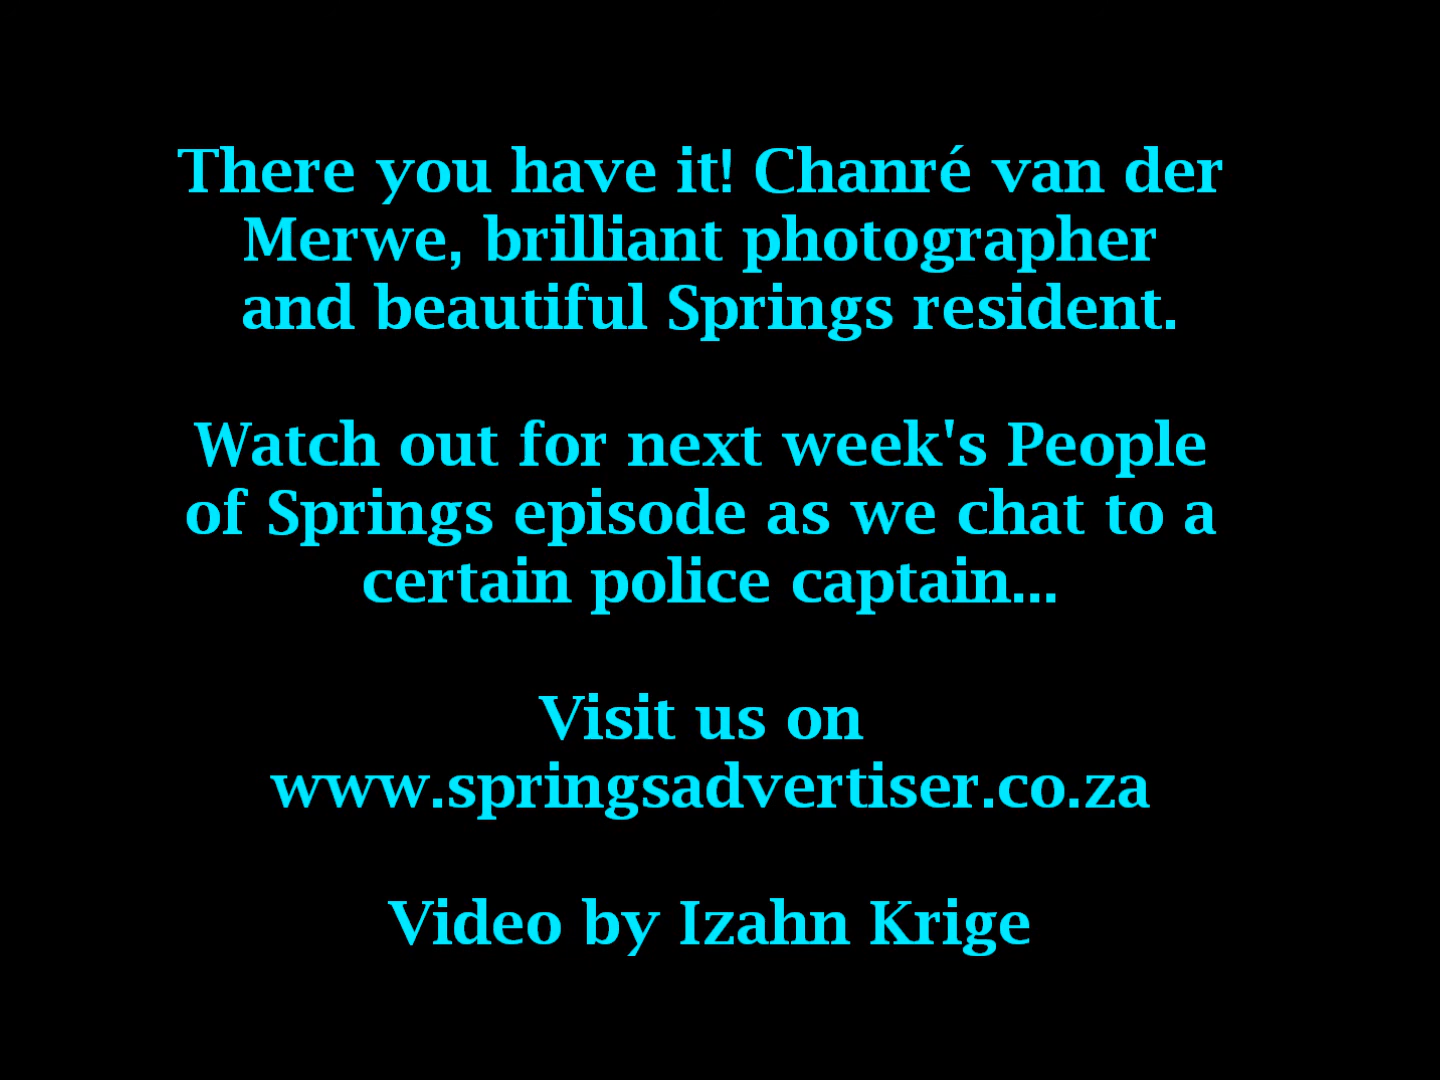 There you have it! Chanré van der
Merwe, brilliant photographer
and beautiful Springs resident.
Watch out for next week's People
of Springs episode as we chat to a
certain police captain...
Visit us on
www.springsadvertiser.co.za
Video by Izahn Krige